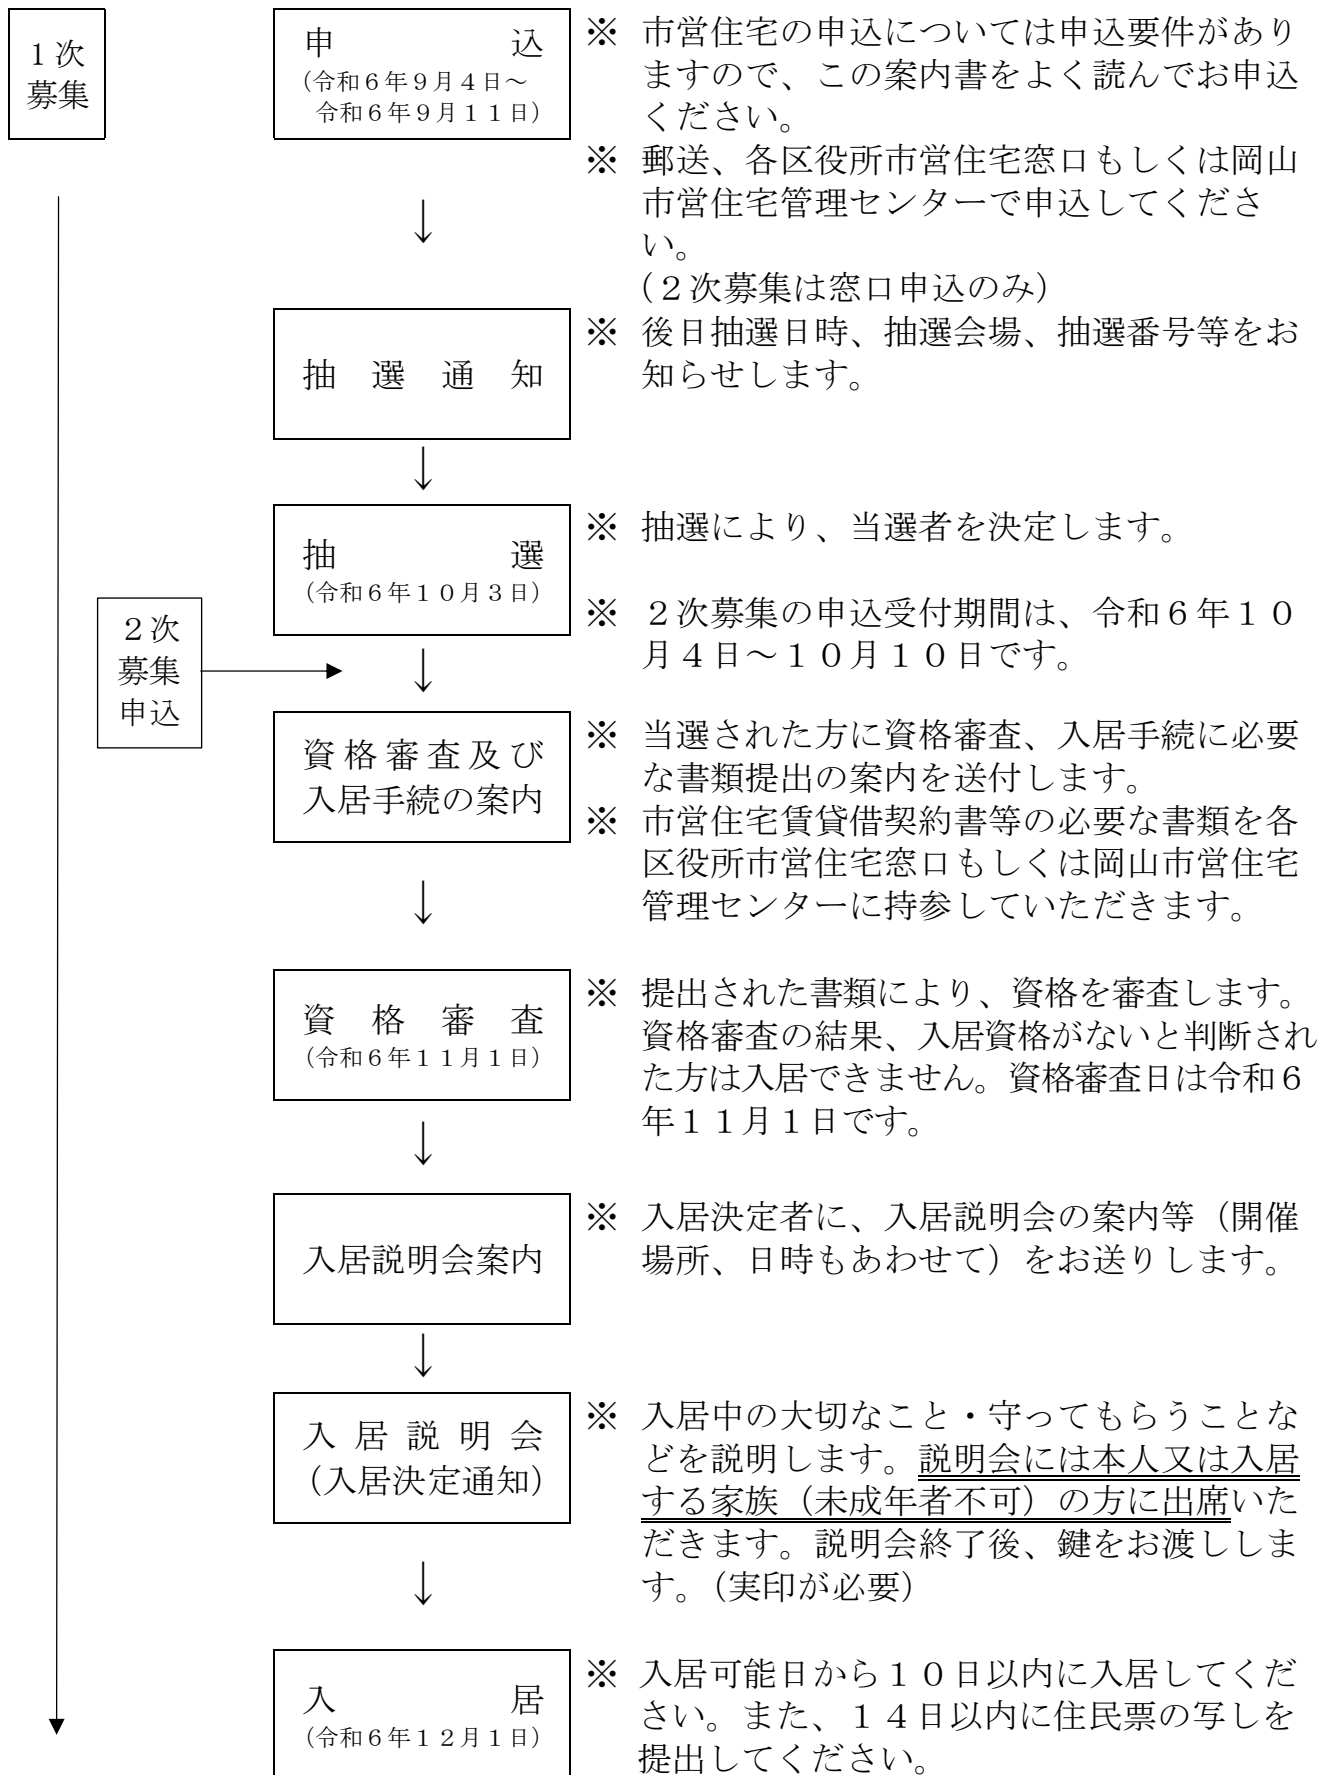 １次
募集
申　　　　　込
（令和６年９月４日～
令和６年９月１１日）
※　市営住宅の申込については申込要件があり
ますので、この案内書をよく読んでお申込
ください。
※　郵送、各区役所市営住宅窓口もしくは岡山
市営住宅管理センターで申込してくださ
い。
（２次募集は窓口申込のみ）
↓
抽　選　通　知
※　後日抽選日時、抽選会場、抽選番号等をお
知らせします。
↓
抽　　　　　選
（令和６年１０月３日）
※　抽選により、当選者を決定します。
２次
募集
申込
※　２次募集の申込受付期間は、令和６年１０
月４日～１０月１０日です。
↓
資格審査及び
入居手続の案内
※　当選された方に資格審査、入居手続に必要
な書類提出の案内を送付します。
※　市営住宅賃貸借契約書等の必要な書類を各
区役所市営住宅窓口もしくは岡山市営住宅
管理センターに持参していただきます。
↓
資　格　審　査
（令和６年１１月１日）
※　提出された書類により、資格を審査します。
資格審査の結果、入居資格がないと判断され
た方は入居できません。資格審査日は令和６
年１１月１日です。
↓
入居説明会案内
※　入居決定者に、入居説明会の案内等（開催
場所、日時もあわせて）をお送りします。
↓
入居説明会
（入居決定通知）
※　入居中の大切なこと・守ってもらうことな
どを説明します。説明会には本人又は入居
する家族（未成年者不可）の方に出席いた
だきます。説明会終了後、鍵をお渡ししま
す。（実印が必要）
↓
入　　　　　居
（令和６年１２月１日）
※　入居可能日から１０日以内に入居してくだ
さい。また、１４日以内に住民票の写しを
提出してください。